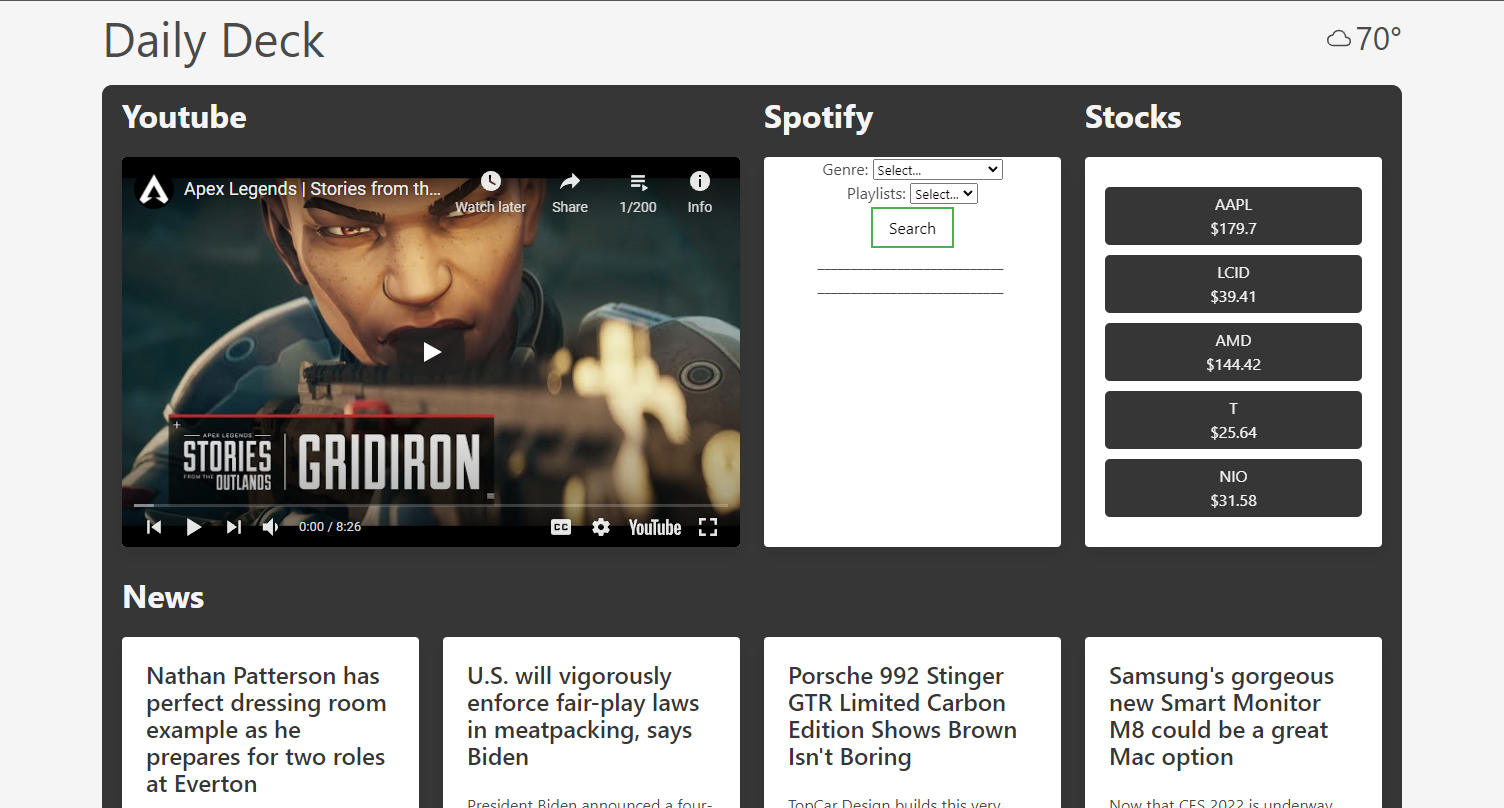 Daily Deck
70°
Youtube
Spotify
Stocks
Apex Legends | Stories from th...
Watch later
Share
1/200
Info
APEX LEGENDS
STORIES
FROM THE
OUTLANDS
GRIDIRON
0:00 / 8:26
CC
YouTube
Genre: Select...
Playlists: Select...
Search
AAPL
$179.7
LCID
$39.41
AMD
$144.42
T
$25.64
NIO
$31.58
News
Nathan Patterson has
perfect dressing room
example as he
prepares for two roles
at Everton
U.S. will vigorously
enforce fair-play laws
in meatpacking, says
Biden
President Biden announced a four-
Porsche 992 Stinger
GTR Limited Carbon
Edition Shows Brown
Isn't Boring
TopCar Design builds this very
Samsung's gorgeous
new Smart Monitor
M8 could be a great
Mac option
Now that CES 2022 is underway